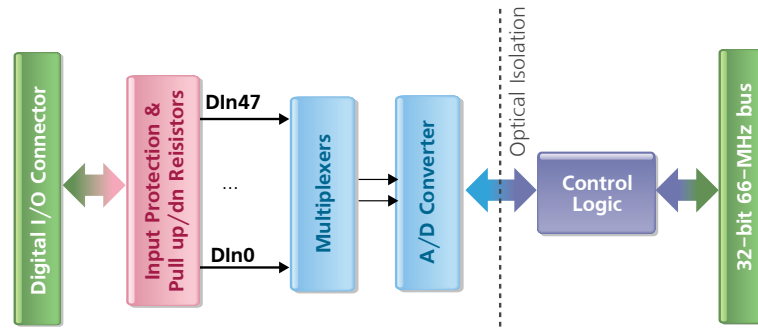 Digital I/O Connector
Input Protection &
Pull up/dn Reisistors
DIn47
...
DIn0
Multiplexers
A/D Converter
Optical Isolation
Control
Logic
32-bit 66-MHz bus